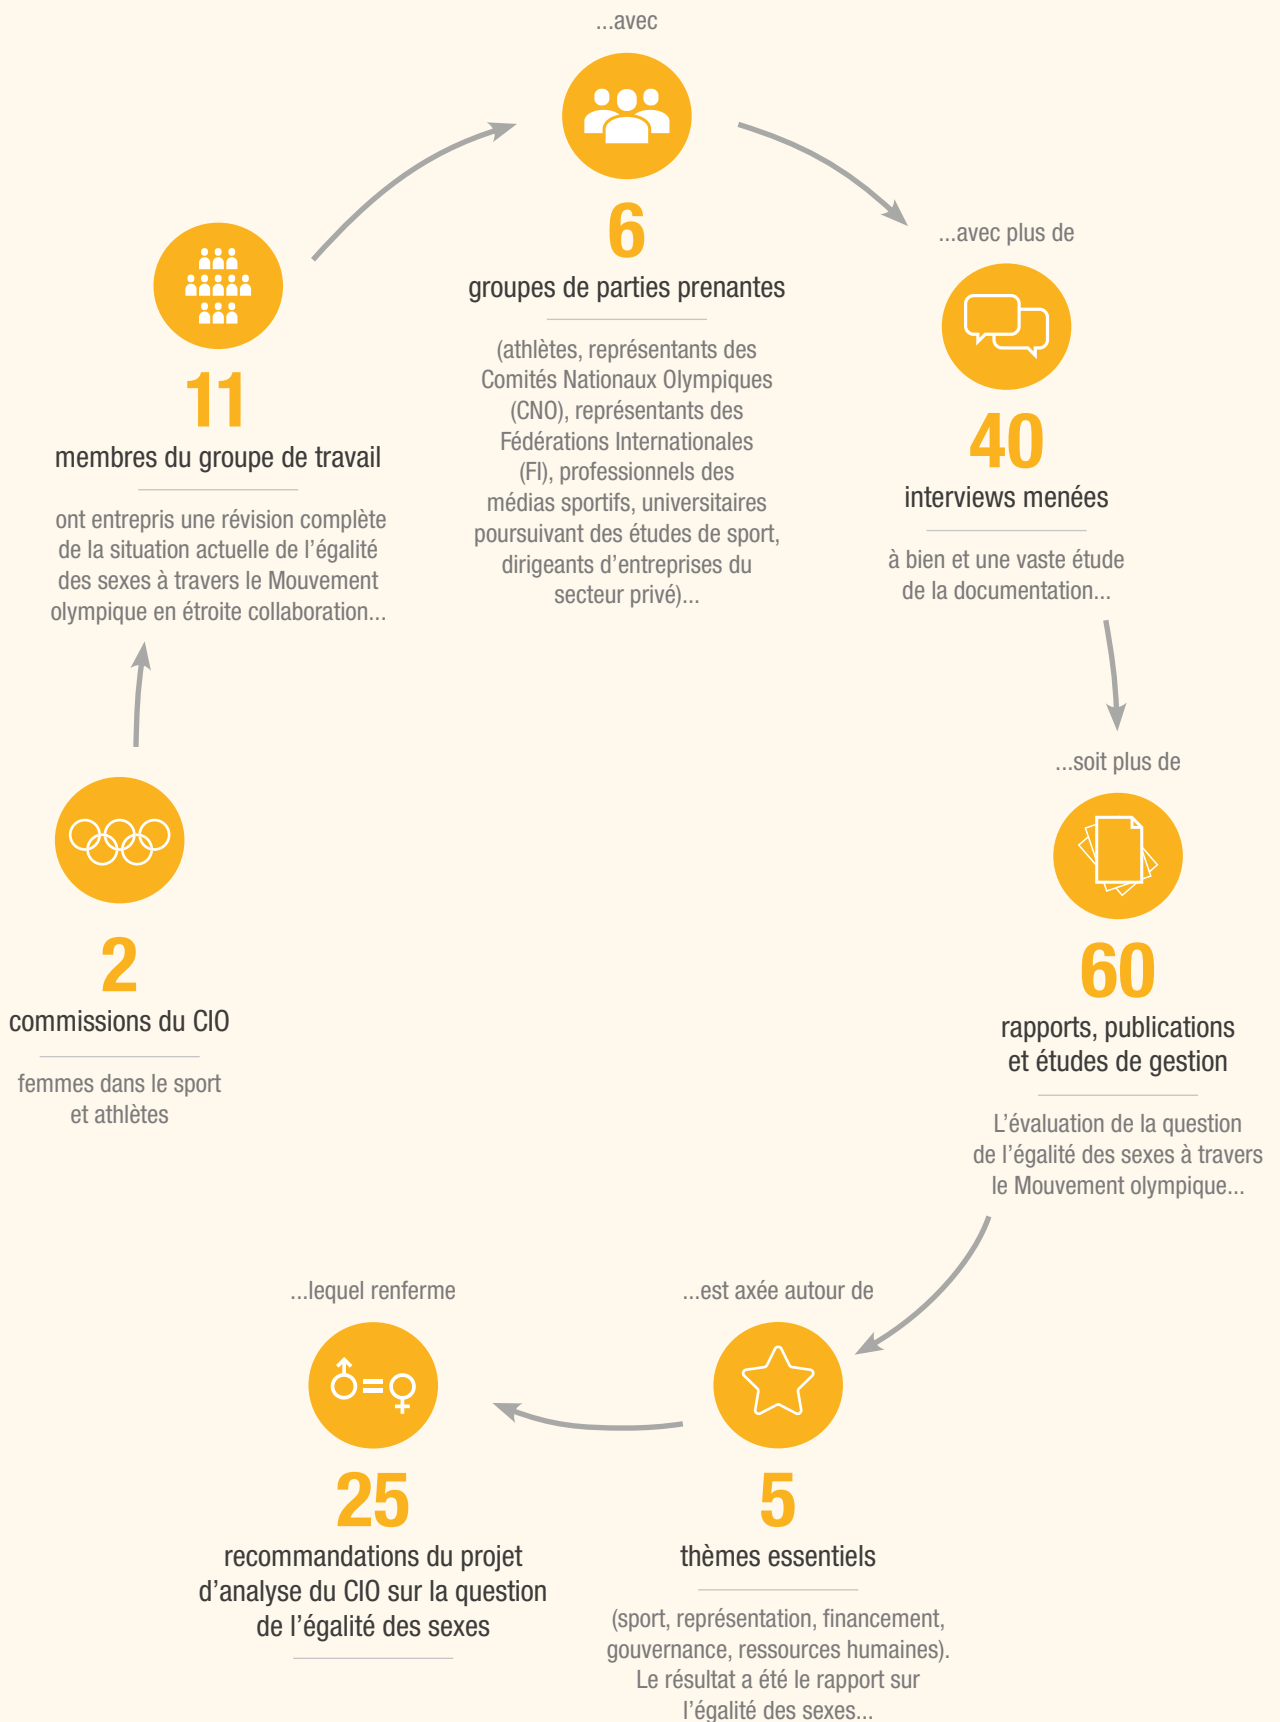 2
commissions du CIO
femmes dans le sport
et athlètes
11
membres du groupe de travail
ont entrepris une révision complète
de la situation actuelle de l’égalité
des sexes à travers le Mouvement
olympique en étroite collaboration...
...avec
6
groupes de parties prenantes
(athlètes, représentants des
Comités Nationaux Olympiques
(CNO), représentants des
Fédérations Internationales
(FI), professionnels des
médias sportifs, universitaires
poursuivant des études de sport,
dirigeants d’entreprises du
secteur privé)...
...avec plus de
40
interviews menées
à bien et une vaste étude
de la documentation...
...soit plus de
60
rapports, publications
et études de gestion
L’évaluation de la question
de l’égalité des sexes à travers
le Mouvement olympique...
...est axée autour de
5
thèmes essentiels
(sport, représentation, financement,
gouvernance, ressources humaines).
Le résultat a été le rapport sur
l’égalité des sexes...
...lequel renferme
25
recommandations du projet
d’analyse du CIO sur la question
de l’égalité des sexes